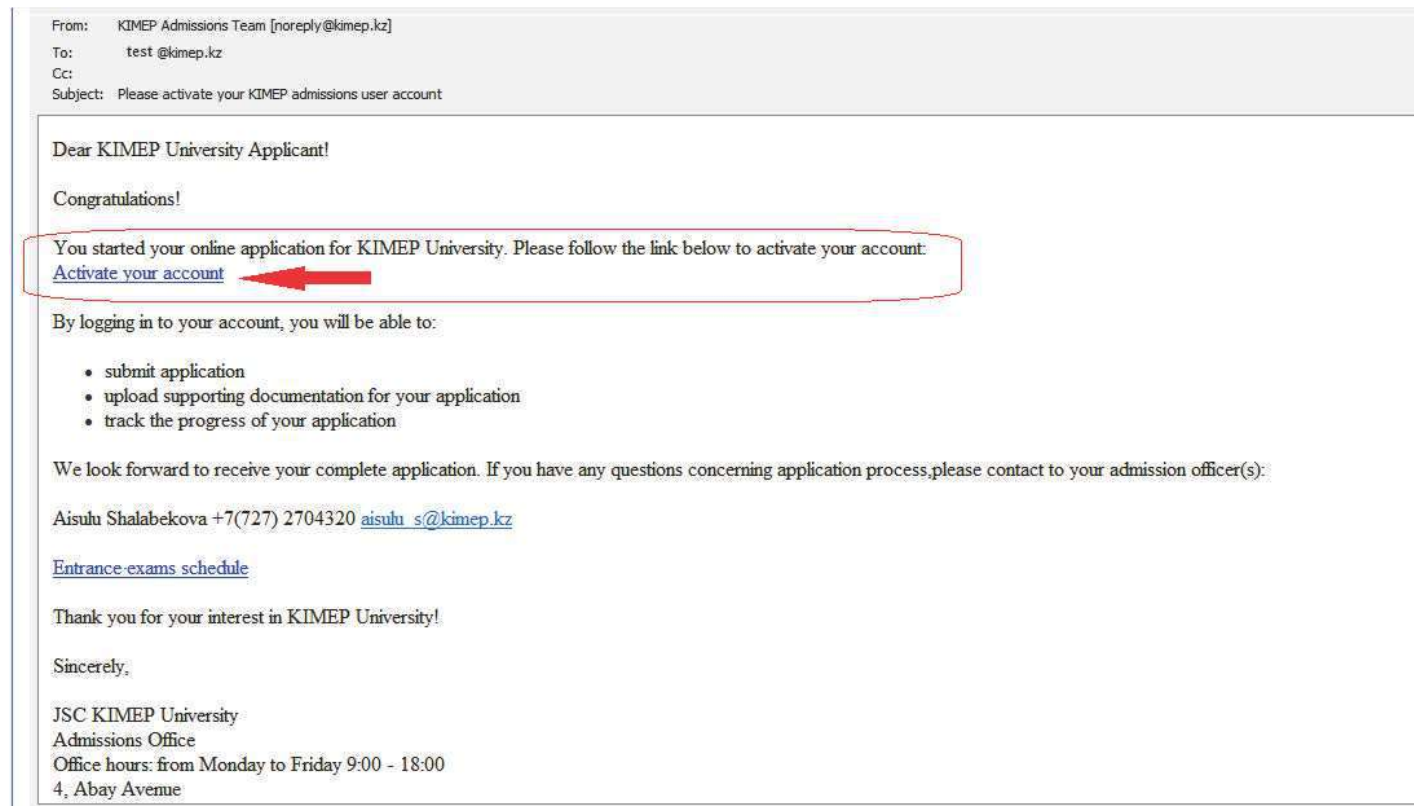 From: KIMEP Admissions Team [noreply@kimep.kz]
To: test @kimep.kz
Cc:
Subject: Please activate your KIMEP admissions user account
Dear KIMEP University Applicant!
Congratulations!
You started your online application for KIMEP University. Please follow the link below to activate your account:
Activate your account
By logging in to your account, you will be able to:
• submit application
• upload supporting documentation for your application
• track the progress of your application
We look forward to receive your complete application. If you have any questions concerning application process,please contact to your admission officer(s):
Aisulu Shalabekova +7(727) 2704320 aisulu_s@kimep.kz
Entrance exams schedule
Thank you for your interest in KIMEP University!
Sincerely,
JSC KIMEP University
Admissions Office
Office hours: from Monday to Friday 9:00 - 18:00
4, Abay Avenue